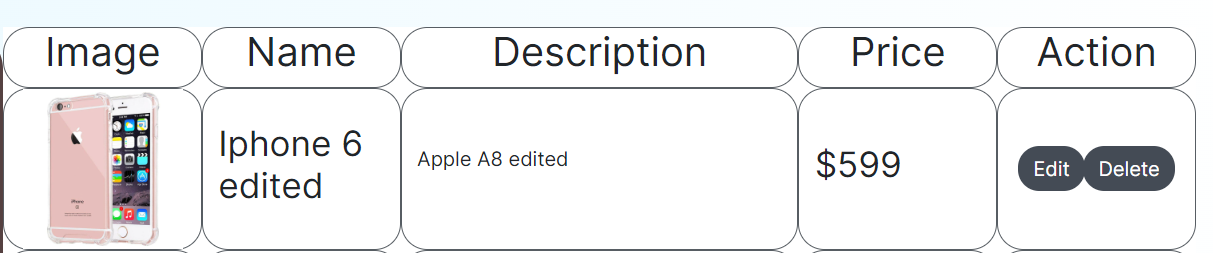 Image Name Description Price Action
Iphone 6
edited
Apple A8 edited
$599
Edit Delete